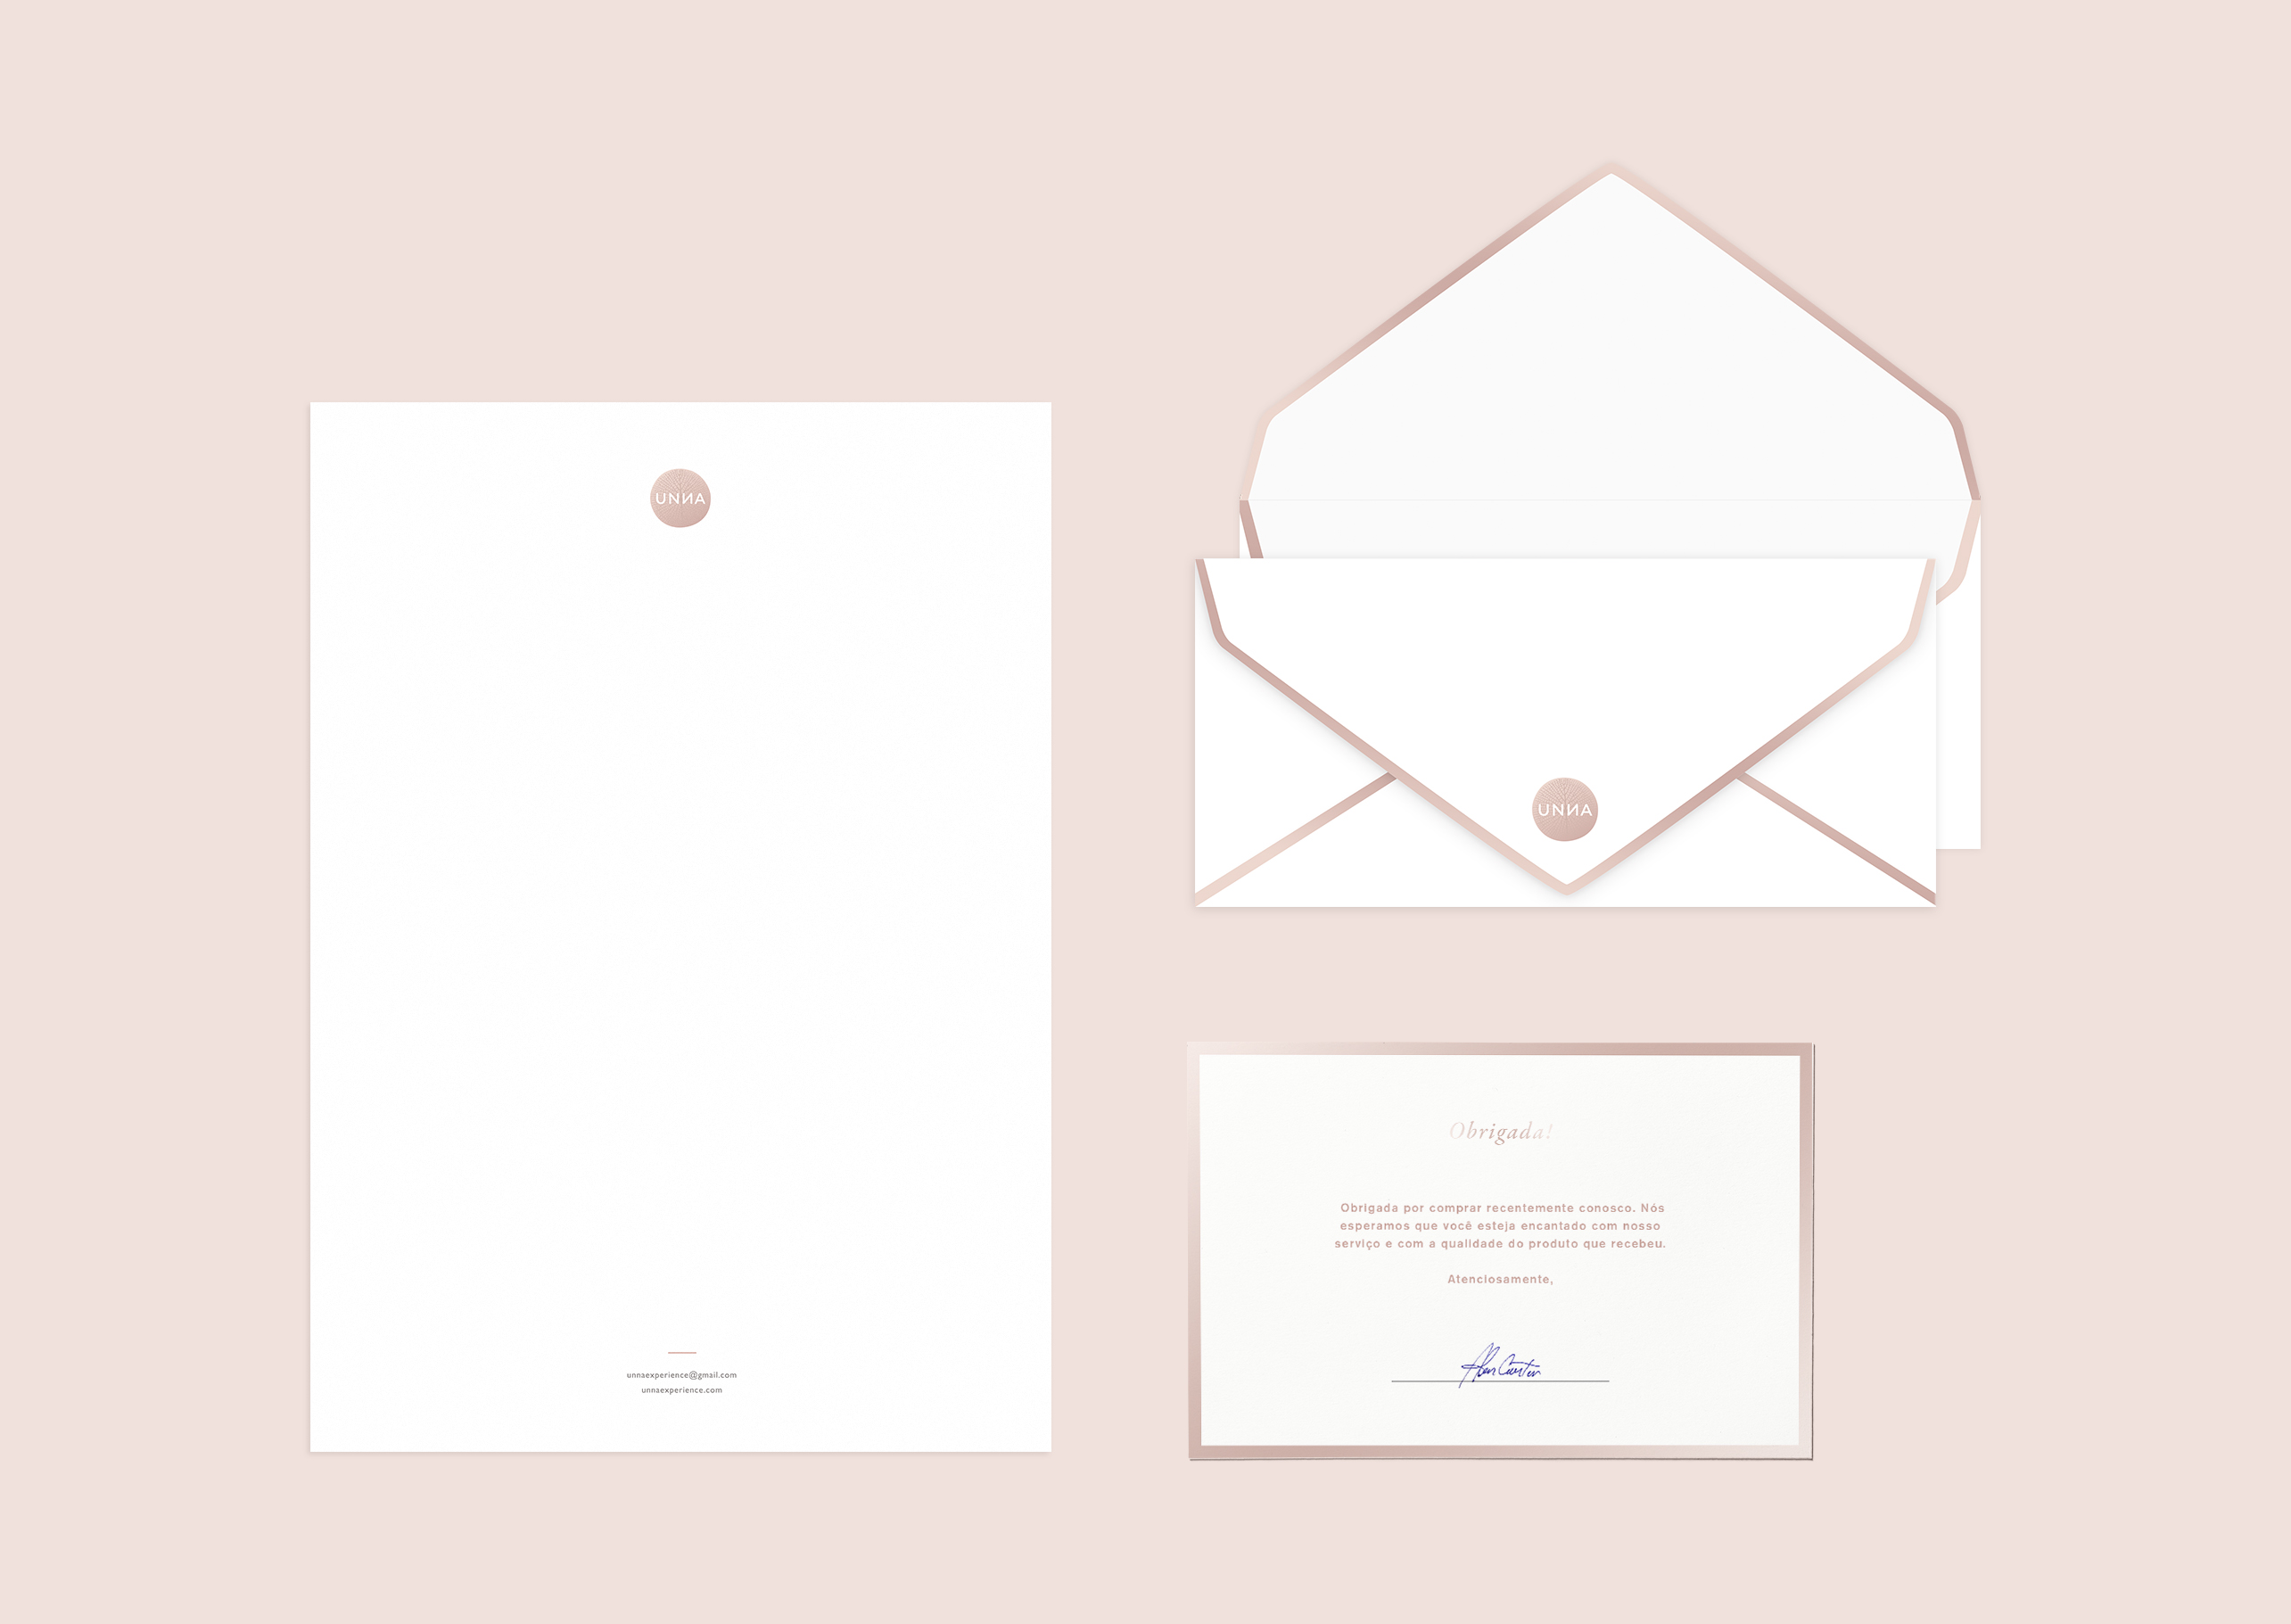 UNNA
unnaexperience@gmail.com
unnaexperience.com
UNNA
Obrigada!
Obrigada por comprar recentemente conosco. Nós
esperamos que você esteja encantado com nosso
serviço e com a qualidade do produto que recebeu.
Atenciosamente,